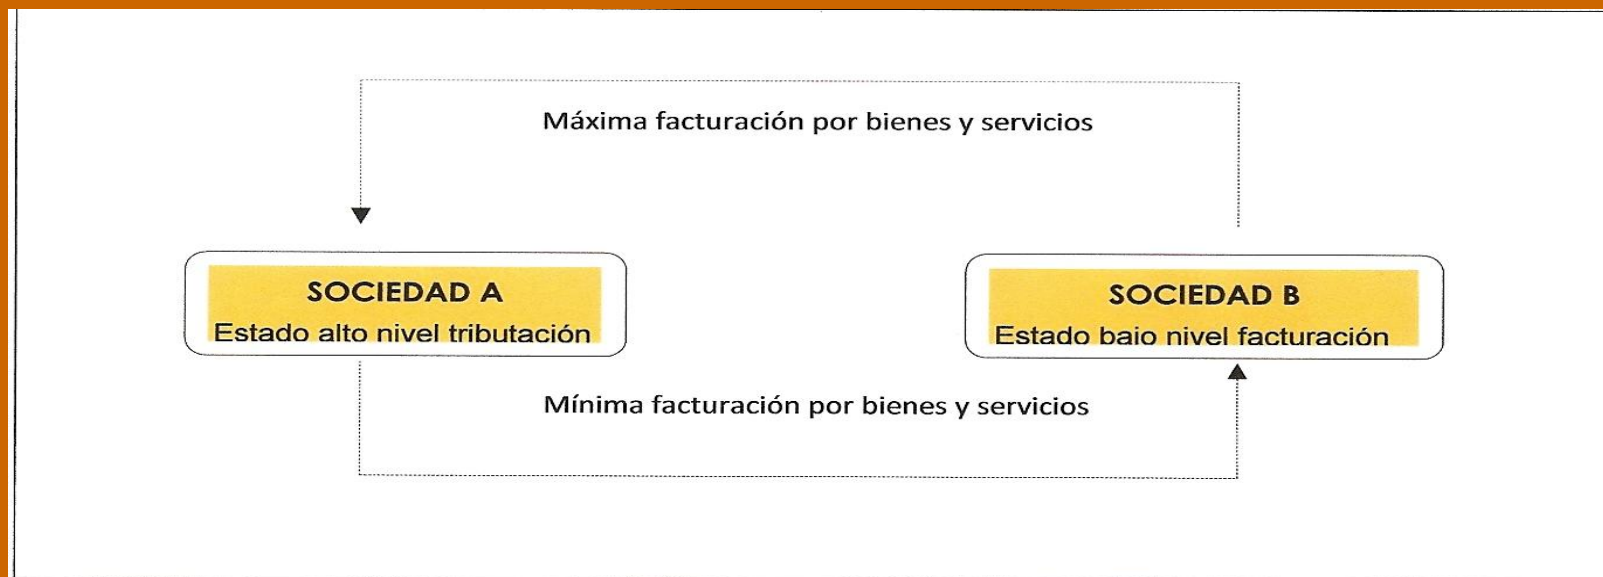 Máxima facturación por bienes y servicios
SOCIEDAD A
Estado alto nivel tributación
SOCIEDAD B
Estado bajo nivel facturación
Mínima facturación por bienes y servicios